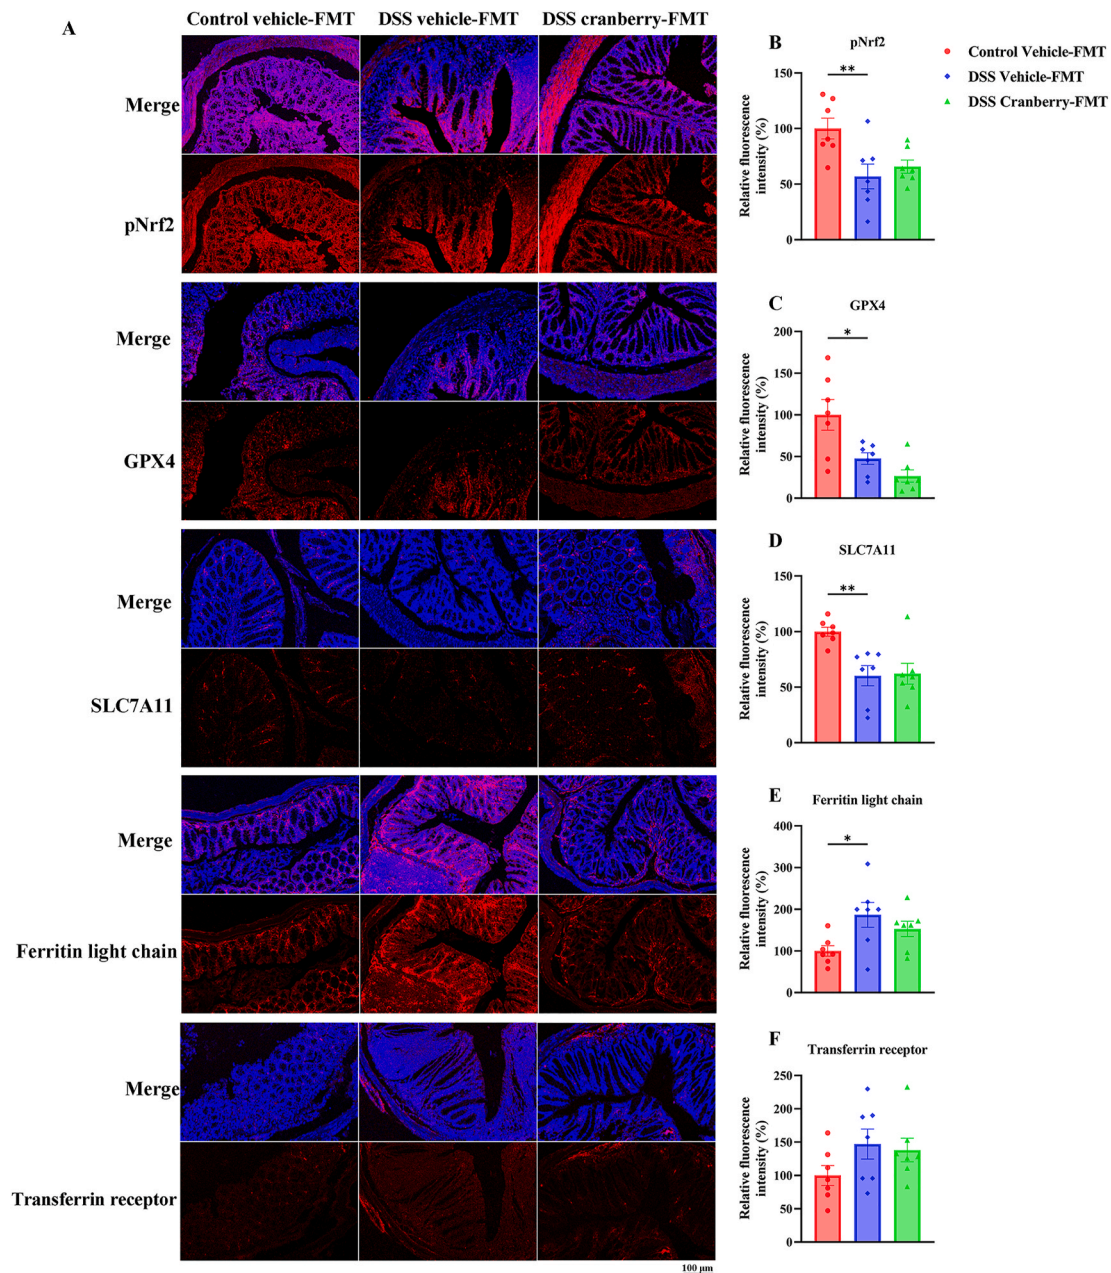 A
Control vehicle-FMT DSS vehicle-FMT DSS cranberry-FMT
Merge
pNrf2
Merge
GPX4
Merge
SLC7A11
Merge
Ferritin light chain
Merge
Transferrin receptor
100 μm
B
pNrf2
**
Relative fluorescence
intensity (%)
150
100
50
0
Control Vehicle-FMT
DSS Vehicle-FMT
DSS Cranberry-FMT
C
GPX4
*
Relative fluorescence
intensity (%)
200
150
100
50
0
D
SLC7A11
**
Relative fluorescence
intensity (%)
150
100
50
0
E
Ferritin light chain
*
Relative fluorescence
intensity (%)
400
300
200
100
0
F
Transferrin receptor
Relative fluorescence
intensity (%)
250
200
150
100
50
0